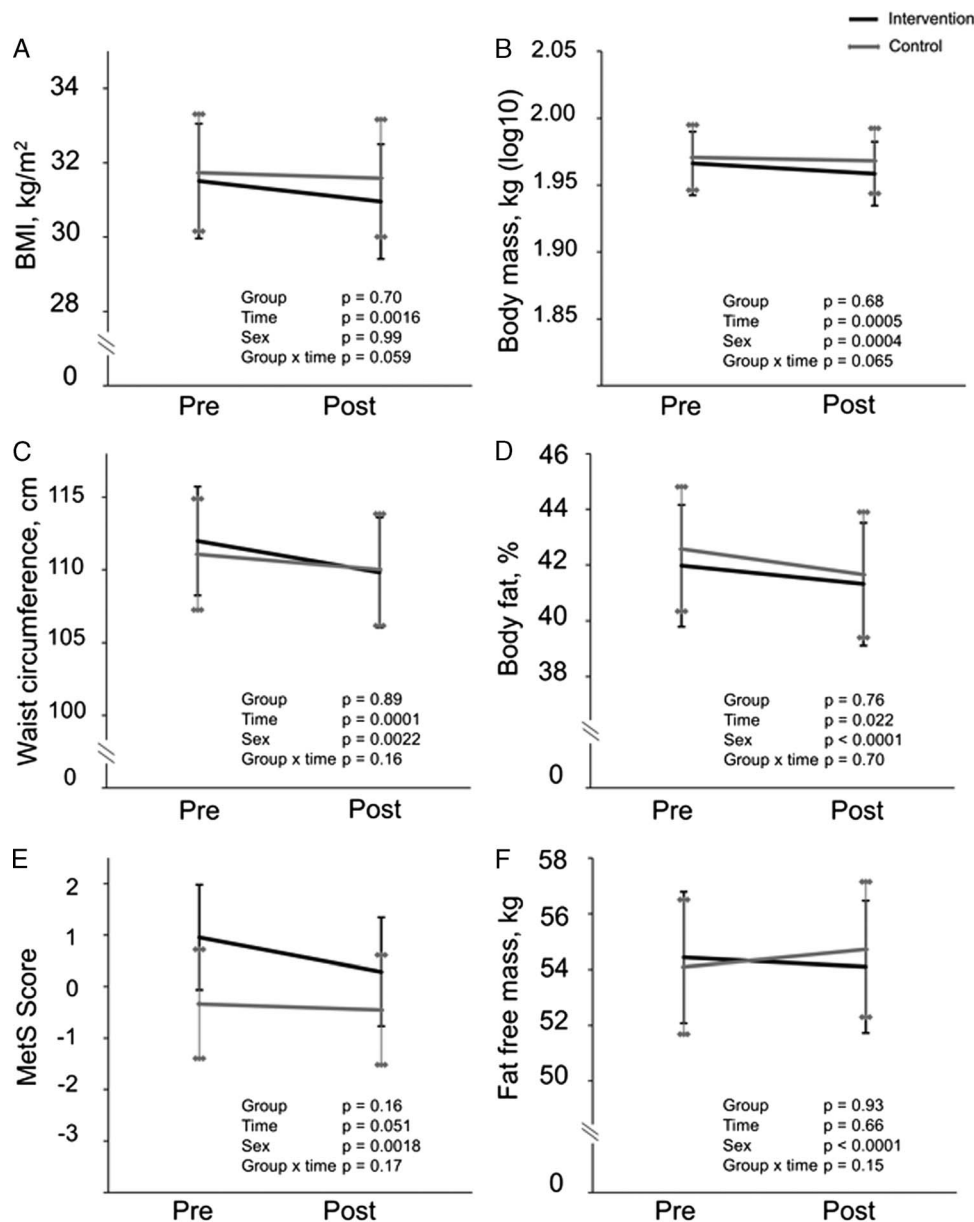 Intervention
Control
A
BMI, kg/m²
34
32
30
28
0
Group p = 0.70
Time p = 0.0016
Sex p = 0.99
Group x time p = 0.059
Pre Post
B
Body mass, kg (log10)
2.05
2.00
1.95
1.90
1.85
Group p = 0.68
Time p = 0.0005
Sex p = 0.0004
Group x time p = 0.065
Pre Post
C
Waist circumference, cm
115
110
105
100
0
Group p = 0.89
Time p = 0.0001
Sex p = 0.0022
Group x time p = 0.16
Pre Post
D
Body fat, %
46
44
42
40
38
0
Group p = 0.76
Time p = 0.022
Sex p < 0.0001
Group x time p = 0.70
Pre Post
E
MetS Score
2
1
0
-1
-2
-3
Group p = 0.16
Time p = 0.051
Sex p = 0.0018
Group x time p = 0.17
Pre Post
F
Fat free mass, kg
58
56
54
52
50
0
Group p = 0.93
Time p = 0.66
Sex p < 0.0001
Group x time p = 0.15
Pre Post